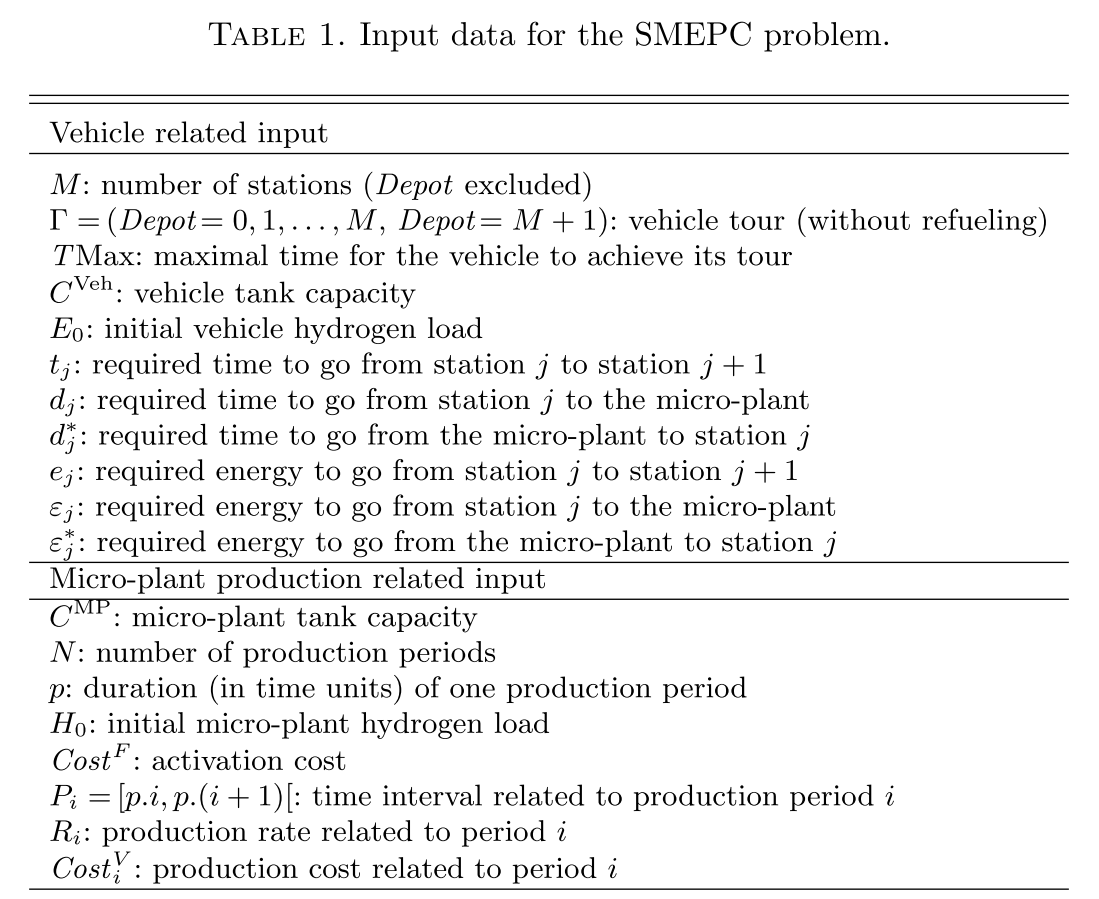 TABLE 1. Input data for the SMEPC problem.
Vehicle related input
M: number of stations (Depot excluded)
Γ = (Depot = 0, 1, . . . , M, Depot = M + 1): vehicle tour (without refueling)
TMax: maximal time for the vehicle to achieve its tour
C^Veh: vehicle tank capacity
E_0: initial vehicle hydrogen load
t_j: required time to go from station j to station j + 1
d_j: required time to go from station j to the micro-plant
d_j^*: required time to go from the micro-plant to station j
e_j: required energy to go from station j to station j + 1
ε_j: required energy to go from station j to the micro-plant
ε_j^*: required energy to go from the micro-plant to station j
Micro-plant production related input
C^MP: micro-plant tank capacity
N: number of production periods
p: duration (in time units) of one production period
H_0: initial micro-plant hydrogen load
Cost^F: activation cost
P_i = [p.i, p.(i + 1)[: time interval related to production period i
R_i: production rate related to period i
Cost_i^V: production cost related to period i